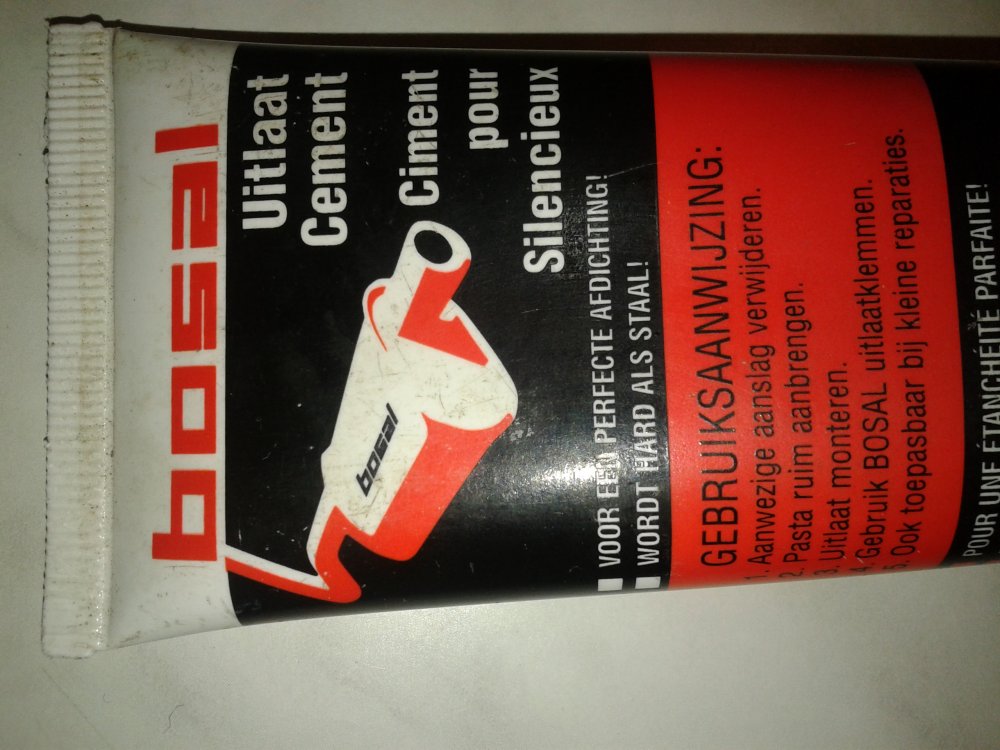 bosal
Uitlaat
Cement
Ciment
pour
Silencieux
bosal
VOOR EEN PERFECTE AFDICHTING!
WORDT HARD ALS STAAL!
GEBRUIKSAANWIJZING:
1. Aanwezige aanslag verwijderen.
2. Pasta ruim aanbrengen.
3. Uitlaat monteren.
4. Gebruik BOSAL uitlaatklemmen.
5. Ook toepasbaar bij kleine reparaties.
POUR UNE ÉTANCHÉITÉ PARFAITE!